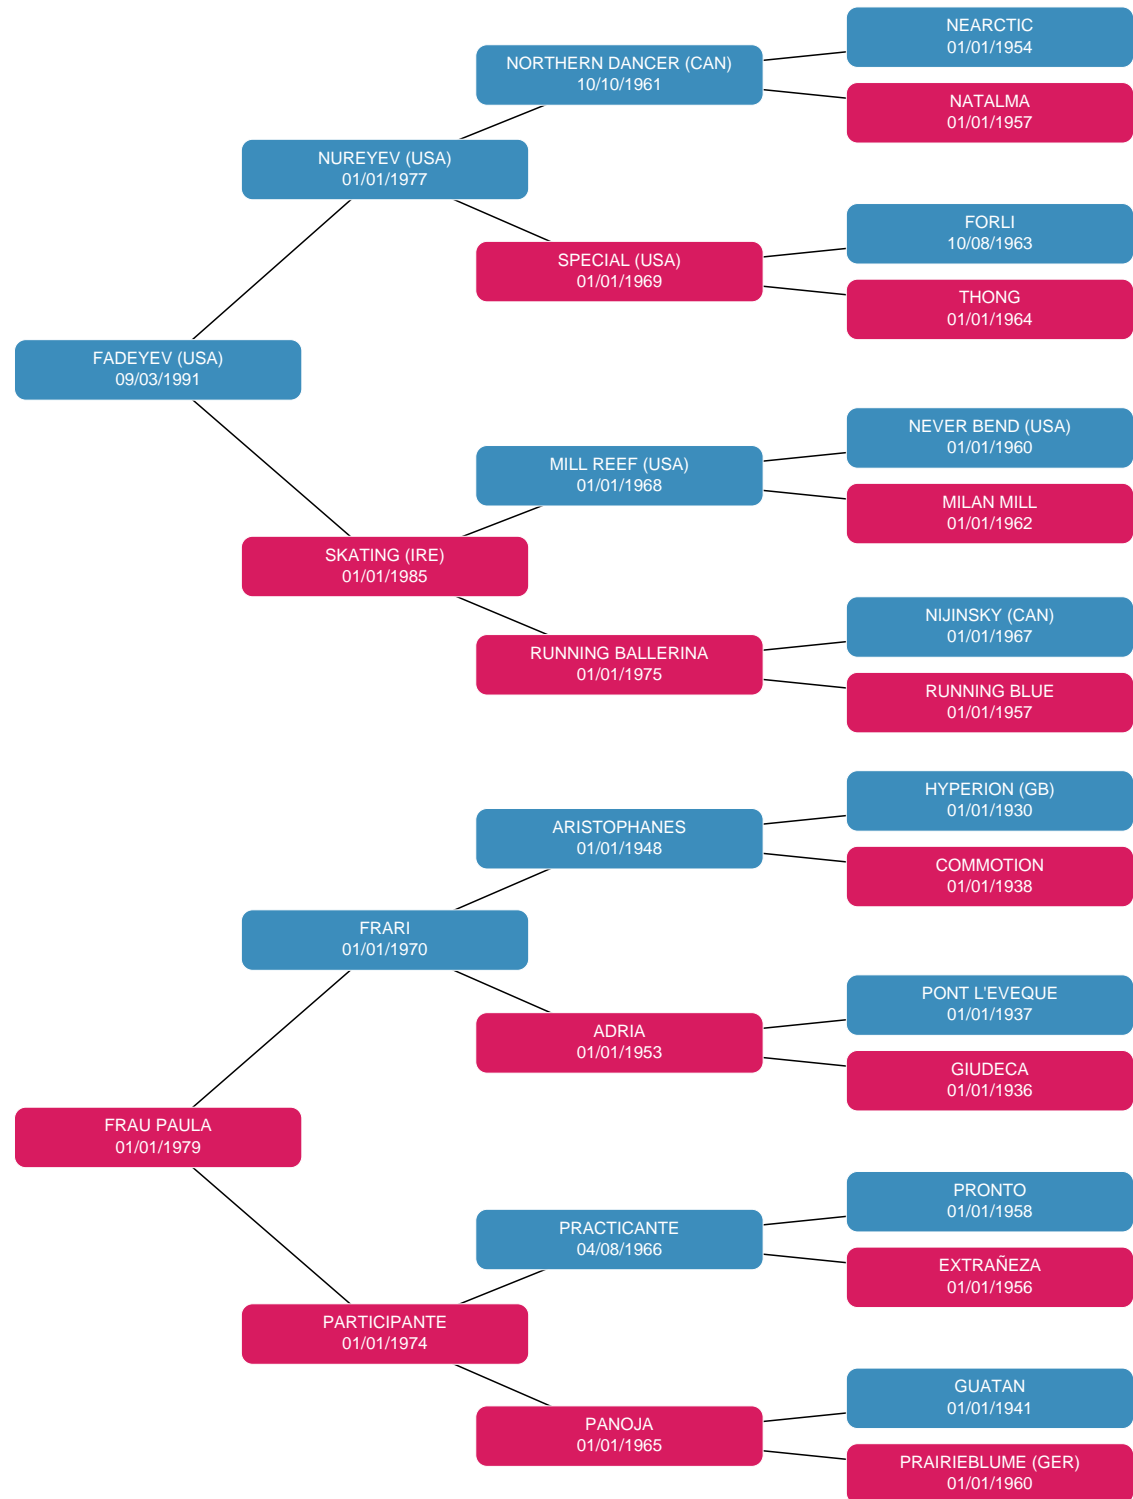 NEARCTIC
01/01/1954
NORTHERN DANCER (CAN)
10/10/1961
NATALMA
01/01/1957
NUREYEV (USA)
01/01/1977
FORLI
10/08/1963
SPECIAL (USA)
01/01/1969
THONG
01/01/1964
FADEYEV (USA)
09/03/1991
NEVER BEND (USA)
01/01/1960
MILL REEF (USA)
01/01/1968
MILAN MILL
01/01/1962
SKATING (IRE)
01/01/1985
NIJINSKY (CAN)
01/01/1967
RUNNING BALLERINA
01/01/1975
RUNNING BLUE
01/01/1957
HYPERION (GB)
01/01/1930
ARISTOPHANES
01/01/1948
COMMOTION
01/01/1938
FRARI
01/01/1970
PONT L'EVEQUE
01/01/1937
ADRIA
01/01/1953
GIUDECA
01/01/1936
FRAU PAULA
01/01/1979
PRONTO
01/01/1958
PRACTICANTE
04/08/1966
EXTRAÑEZA
01/01/1956
PARTICIPANTE
01/01/1974
GUATAN
01/01/1941
PANOJA
01/01/1965
PRAIRIEBLUME (GER)
01/01/1960